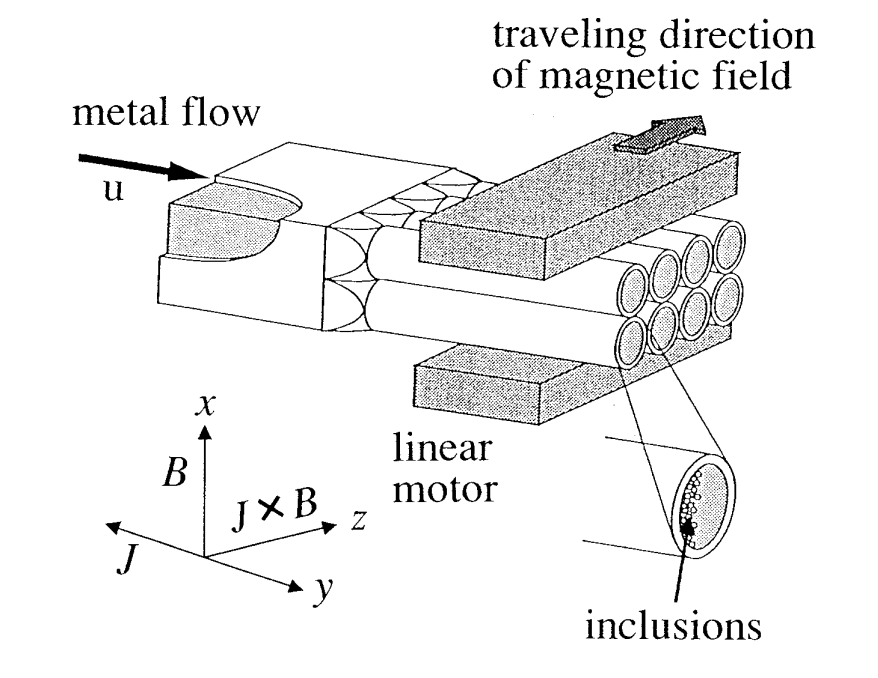 traveling direction
of magnetic field
metal flow
u
x
B
J × B
z
J
y
linear
motor
inclusions